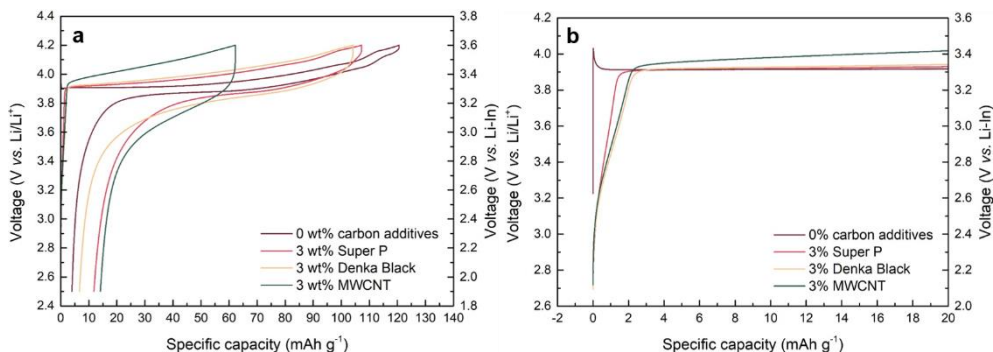 a
Voltage (V vs. Li/Li⁺)
4.4
4.2
4.0
3.8
3.6
3.4
3.2
3.0
2.8
2.6
2.4
0 10 20 30 40 50 60 70 80 90 100 110 120 130 140
Specific capacity (mAh g⁻¹)
3.8
3.6
3.4
3.2
3.0
2.8
2.6
2.4
2.2
2.0
1.9
Voltage (V vs. Li-In)
0 wt% carbon additives
3 wt% Super P
3 wt% Denka Black
3 wt% MWCNT
b
Voltage (V vs. Li/Li⁺)
4.2
4.0
3.8
3.6
3.4
3.2
3.0
2.8
2.6
-2 0 2 4 6 8 10 12 14 16 18 20
Specific capacity (mAh g⁻¹)
3.6
3.4
3.2
3.0
2.8
2.6
2.4
2.2
2.0
Voltage (V vs. Li-In)
0% carbon additives
3% Super P
3% Denka Black
3% MWCNT